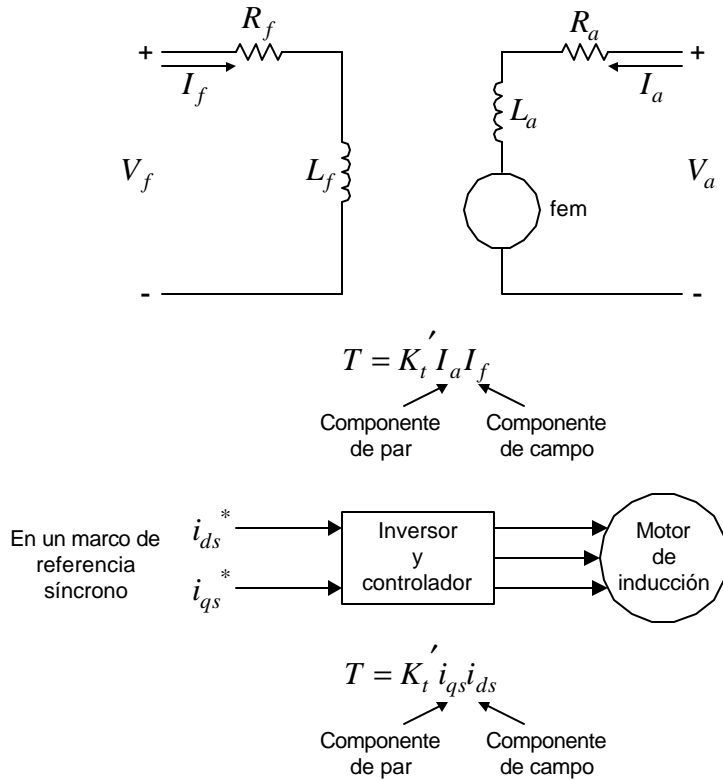 R_f
R_a
+
+
I_f
I_a
L_a
V_f
L_f
V_a
fem
-
-
T = K_t' I_a I_f
Componente
de par
Componente
de campo
En un marco de
referencia
síncrono
i_ds*
i_qs*
Inversor
y
controlador
Motor
de
inducción
T = K_t' i_qs i_ds
Componente
de par
Componente
de campo